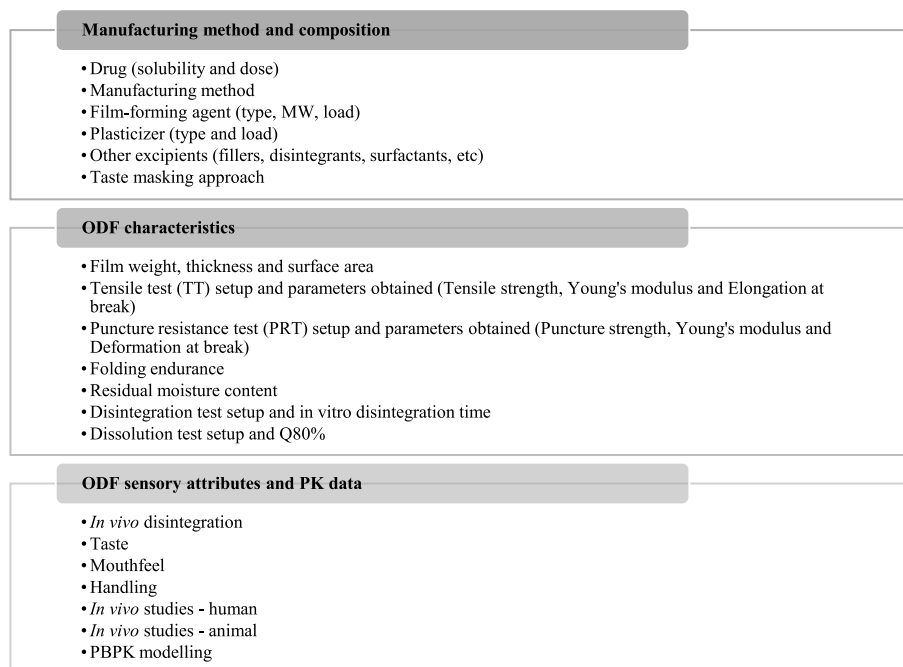 Manufacturing method and composition
• Drug (solubility and dose)
• Manufacturing method
• Film-forming agent (type, MW, load)
• Plasticizer (type and load)
• Other excipients (fillers, disintegrants, surfactants, etc)
• Taste masking approach
ODF characteristics
• Film weight, thickness and surface area
• Tensile test (TT) setup and parameters obtained (Tensile strength, Young's modulus and Elongation at
break)
• Puncture resistance test (PRT) setup and parameters obtained (Puncture strength, Young's modulus and
Deformation at break)
• Folding endurance
• Residual moisture content
• Disintegration test setup and in vitro disintegration time
• Dissolution test setup and Q80%
ODF sensory attributes and PK data
• In vivo disintegration
• Taste
• Mouthfeel
• Handling
• In vivo studies - human
• In vivo studies - animal
• PBPK modelling